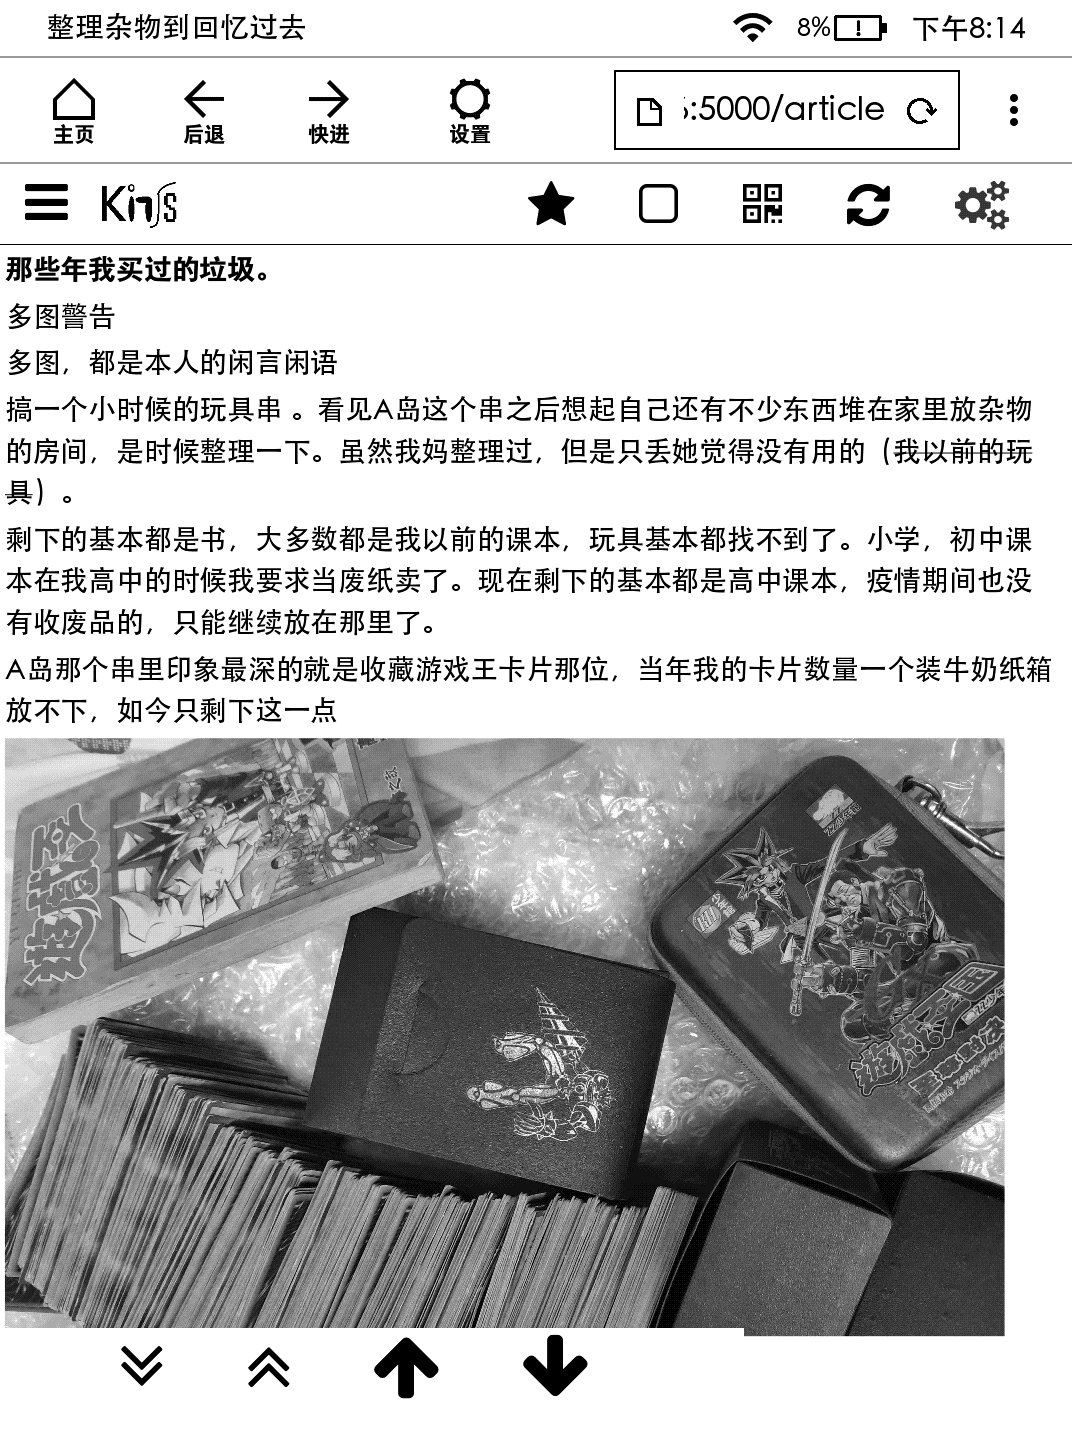 整理杂物到回忆过去
8%
下午8:14
主页
后退
快进
设置
:5000/article
KinJS
那些年我买过的垃圾。
多图警告
多图，都是本人的闲言闲语
搞一个小时候的玩具串 。看见A岛这个串之后想起自己还有不少东西堆在家里放杂物
的房间，是时候整理一下。虽然我妈整理过，但是只丢她觉得没有用的（我以前的玩
具）。
剩下的基本都是书，大多数都是我以前的课本，玩具基本都找不到了。小学，初中课
本在我高中的时候我要求当废纸卖了。现在剩下的基本都是高中课本，疫情期间也没
有收废品的，只能继续放在那里了。
A岛那个串里印象最深的就是收藏游戏王卡片那位，当年我的卡片数量一个装牛奶纸箱
放不下，如今只剩下这一点
游戏王